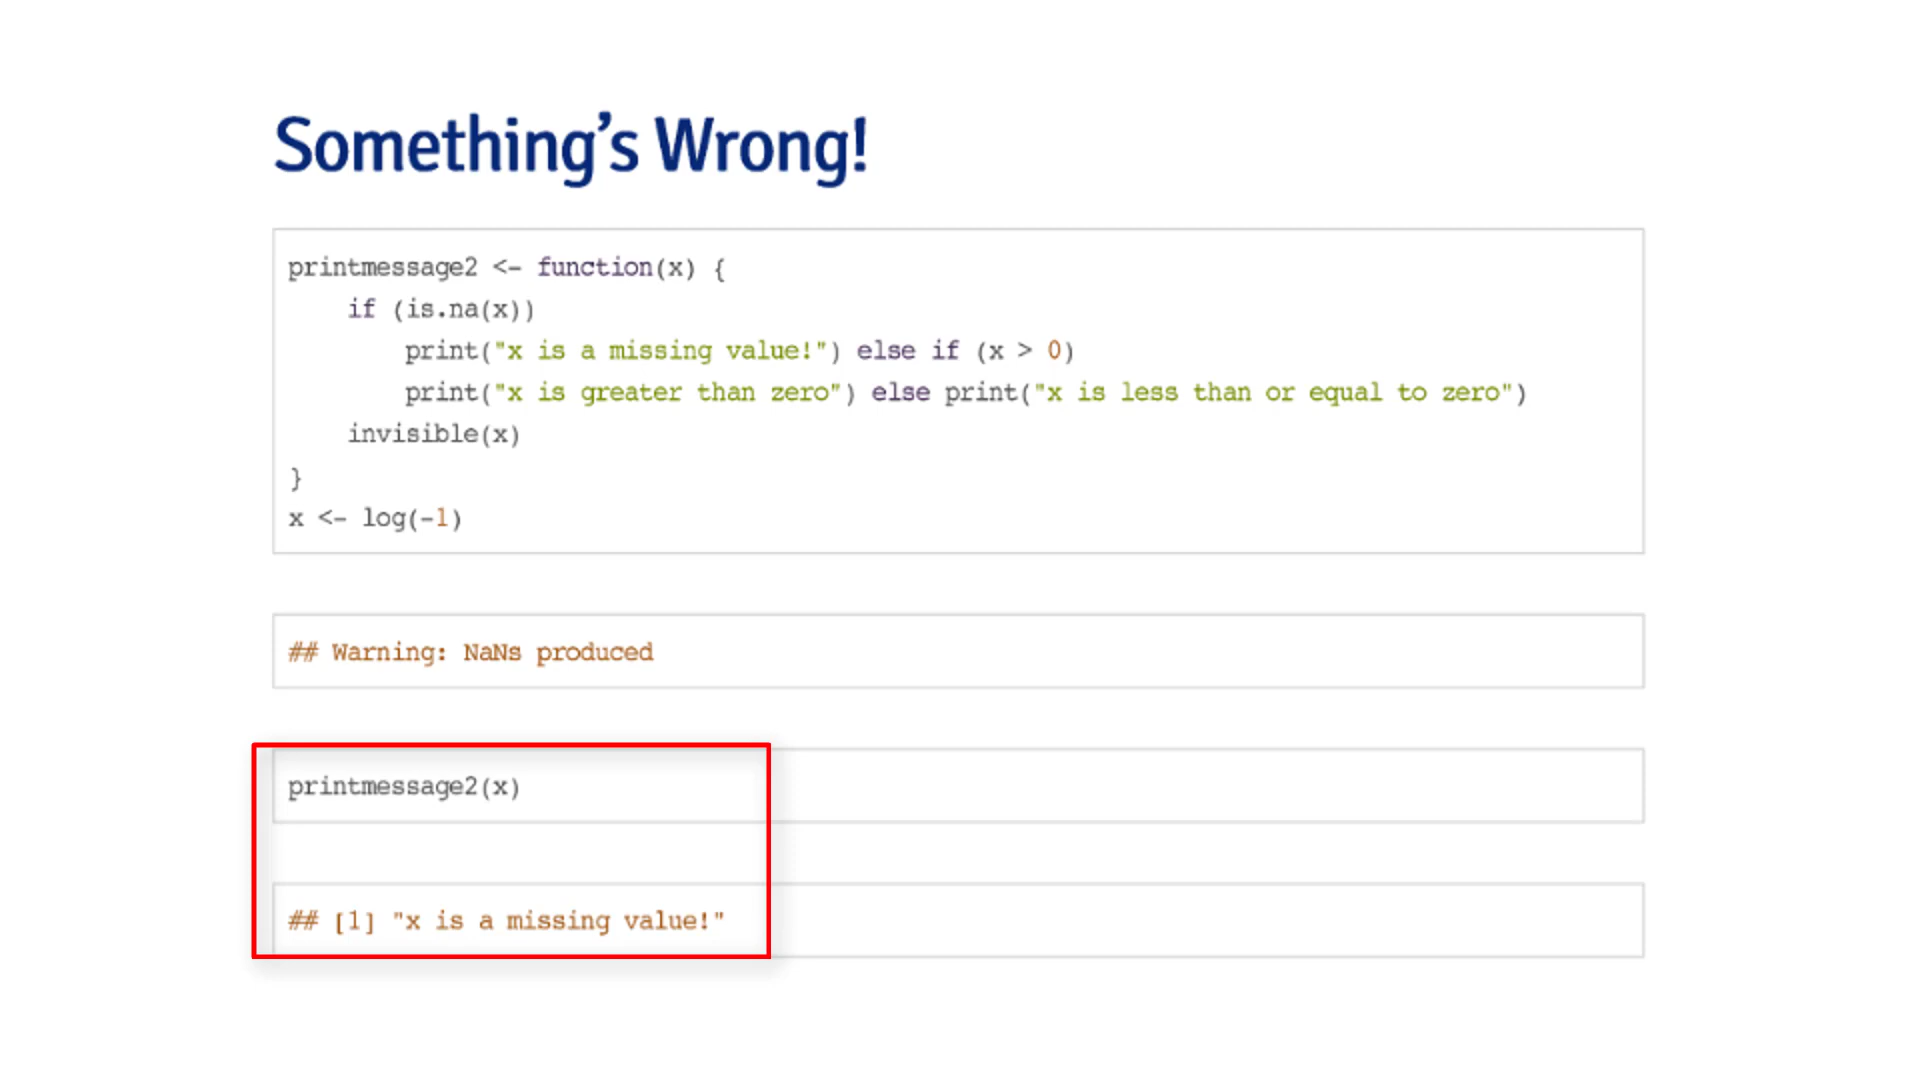 Something’s Wrong!
printmessage2 <- function(x) {
    if (is.na(x))
        print("x is a missing value!") else if (x > 0)
        print("x is greater than zero") else print("x is less than or equal to zero")
    invisible(x)
}
x <- log(-1)
## Warning: NaNs produced
printmessage2(x)
## [1] "x is a missing value!"